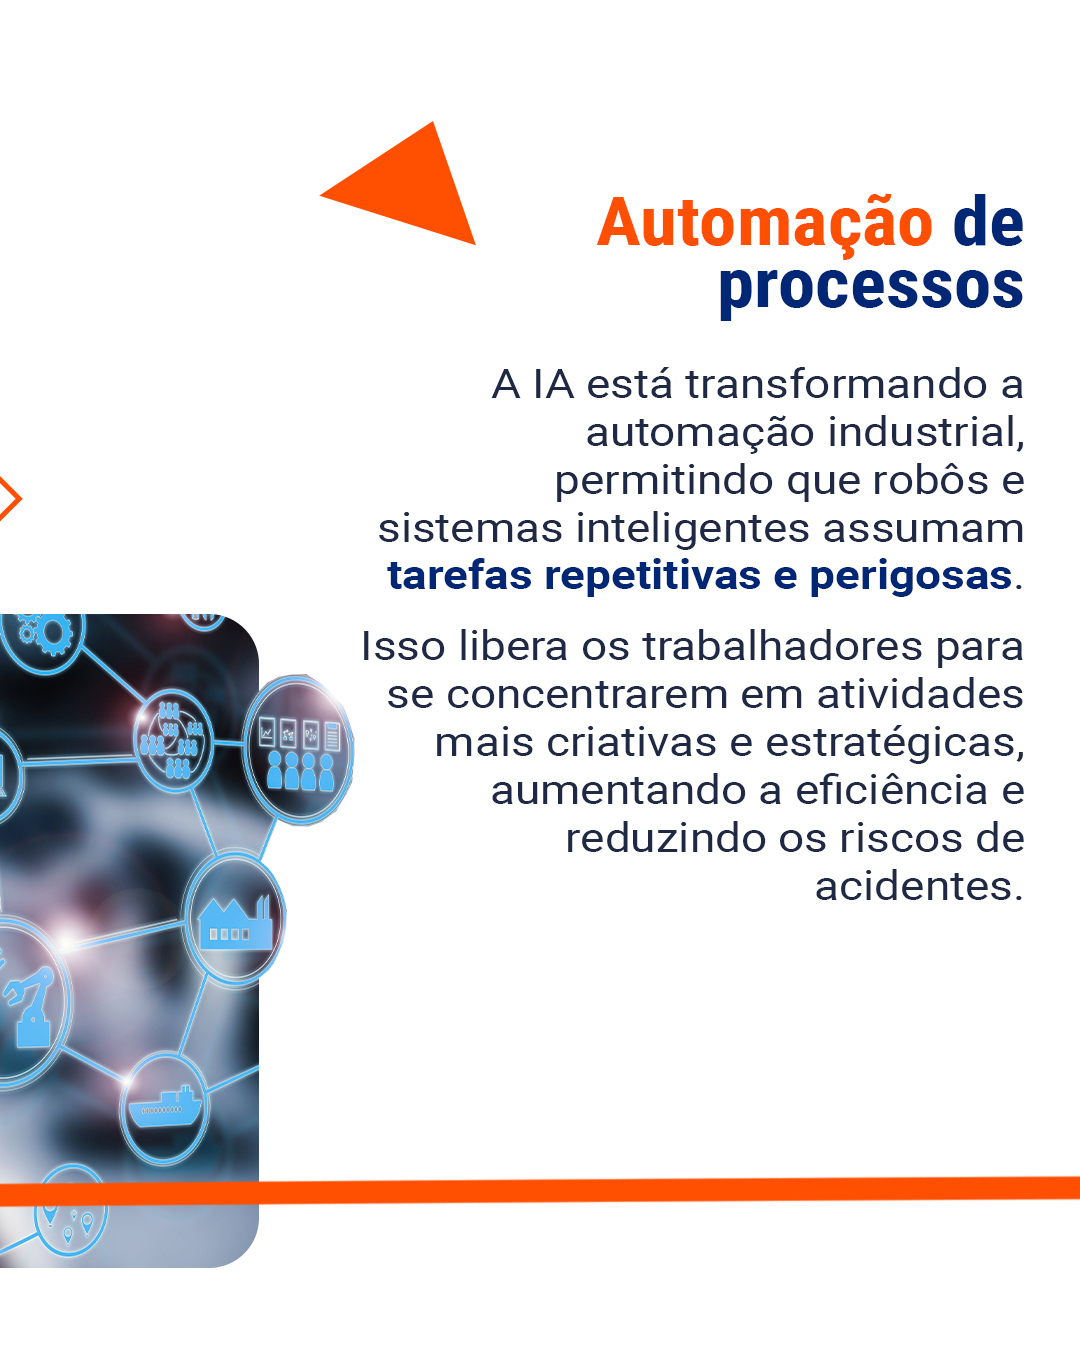 Automação de
processos
A IA está transformando a
automação industrial,
permitindo que robôs e
sistemas inteligentes assumam
tarefas repetitivas e perigosas.
Isso libera os trabalhadores para
se concentrarem em atividades
mais criativas e estratégicas,
aumentando a eficiência e
reduzindo os riscos de
acidentes.